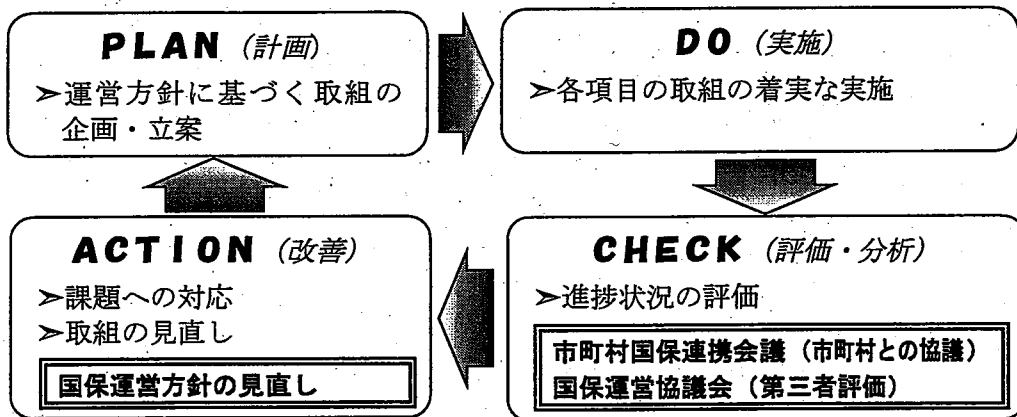 PLAN (計画)
➢運営方針に基づく取組の
企画・立案
DO (実施)
➢各項目の取組の着実な実施
ACTION (改善)
➢課題への対応
➢取組の見直し
国保運営方針の見直し
CHECK (評価・分析)
➢進捗状況の評価
市町村国保連携会議（市町村との協議）
国保運営協議会（第三者評価）